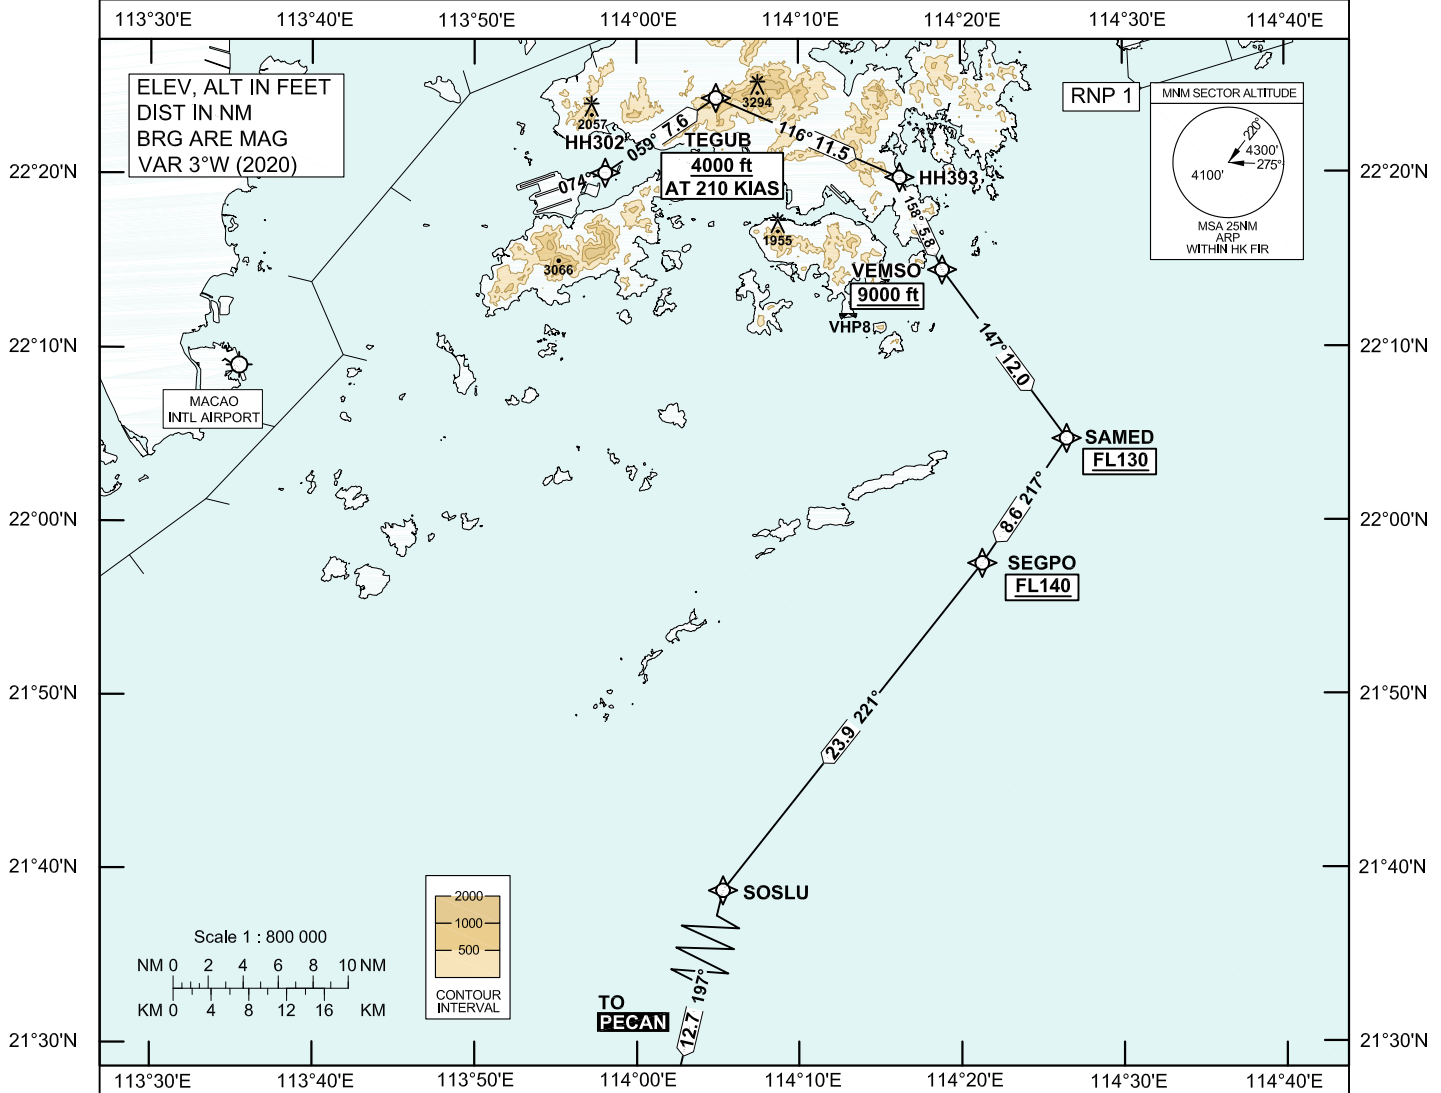 113°30'E
113°40'E
113°50'E
114°00'E
114°10'E
114°20'E
114°30'E
114°40'E
ELEV, ALT IN FEET
DIST IN NM
BRG ARE MAG
VAR 3°W (2020)
RNP 1
MNM SECTOR ALTITUDE
220°
4300'
275°
4100'
MSA 25NM
ARP
WITHIN HK FIR
2057
3294
HH302
059° 7.6
TEGUB
4000 ft
AT 210 KIAS
116° 11.5
074°
HH393
22°20'N
22°20'N
158° 5.8
1955
3066
VEMSO
9000 ft
VHP8
22°10'N
22°10'N
147° 12.0
MACAO
INTL AIRPORT
SAMED
FL130
8.6 217°
22°00'N
22°00'N
SEGPO
FL140
21°50'N
21°50'N
23.9 221°
21°40'N
21°40'N
SOSLU
2000
1000
500
CONTOUR
INTERVAL
Scale 1 : 800 000
NM 0 2 4 6 8 10 NM
KM 0 4 8 12 16 KM
TO
PECAN
12.7 197°
21°30'N
21°30'N
113°30'E
113°40'E
113°50'E
114°00'E
114°10'E
114°20'E
114°30'E
114°40'E